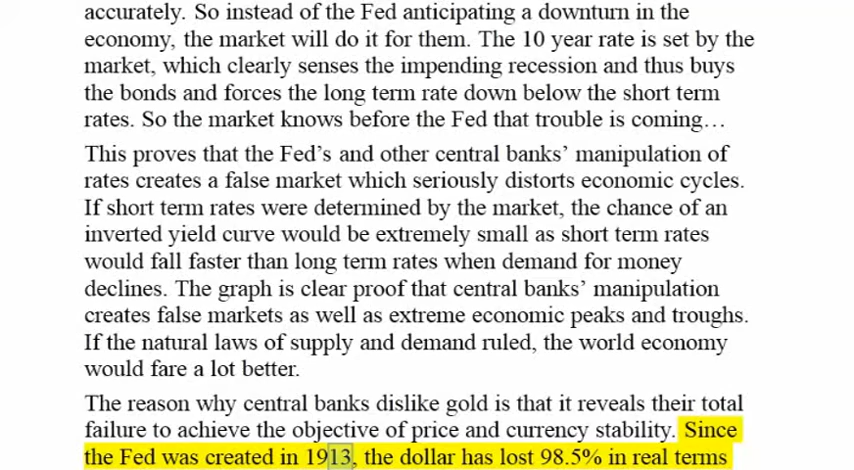 accurately. So instead of the Fed anticipating a downturn in the
economy, the market will do it for them. The 10 year rate is set by the
market, which clearly senses the impending recession and thus buys
the bonds and forces the long term rate down below the short term
rates. So the market knows before the Fed that trouble is coming…
This proves that the Fed’s and other central banks’ manipulation of
rates creates a false market which seriously distorts economic cycles.
If short term rates were determined by the market, the chance of an
inverted yield curve would be extremely small as short term rates
would fall faster than long term rates when demand for money
declines. The graph is clear proof that central banks’ manipulation
creates false markets as well as extreme economic peaks and troughs.
If the natural laws of supply and demand ruled, the world economy
would fare a lot better.
The reason why central banks dislike gold is that it reveals their total
failure to achieve the objective of price and currency stability. Since
the Fed was created in 1913, the dollar has lost 98.5% in real terms